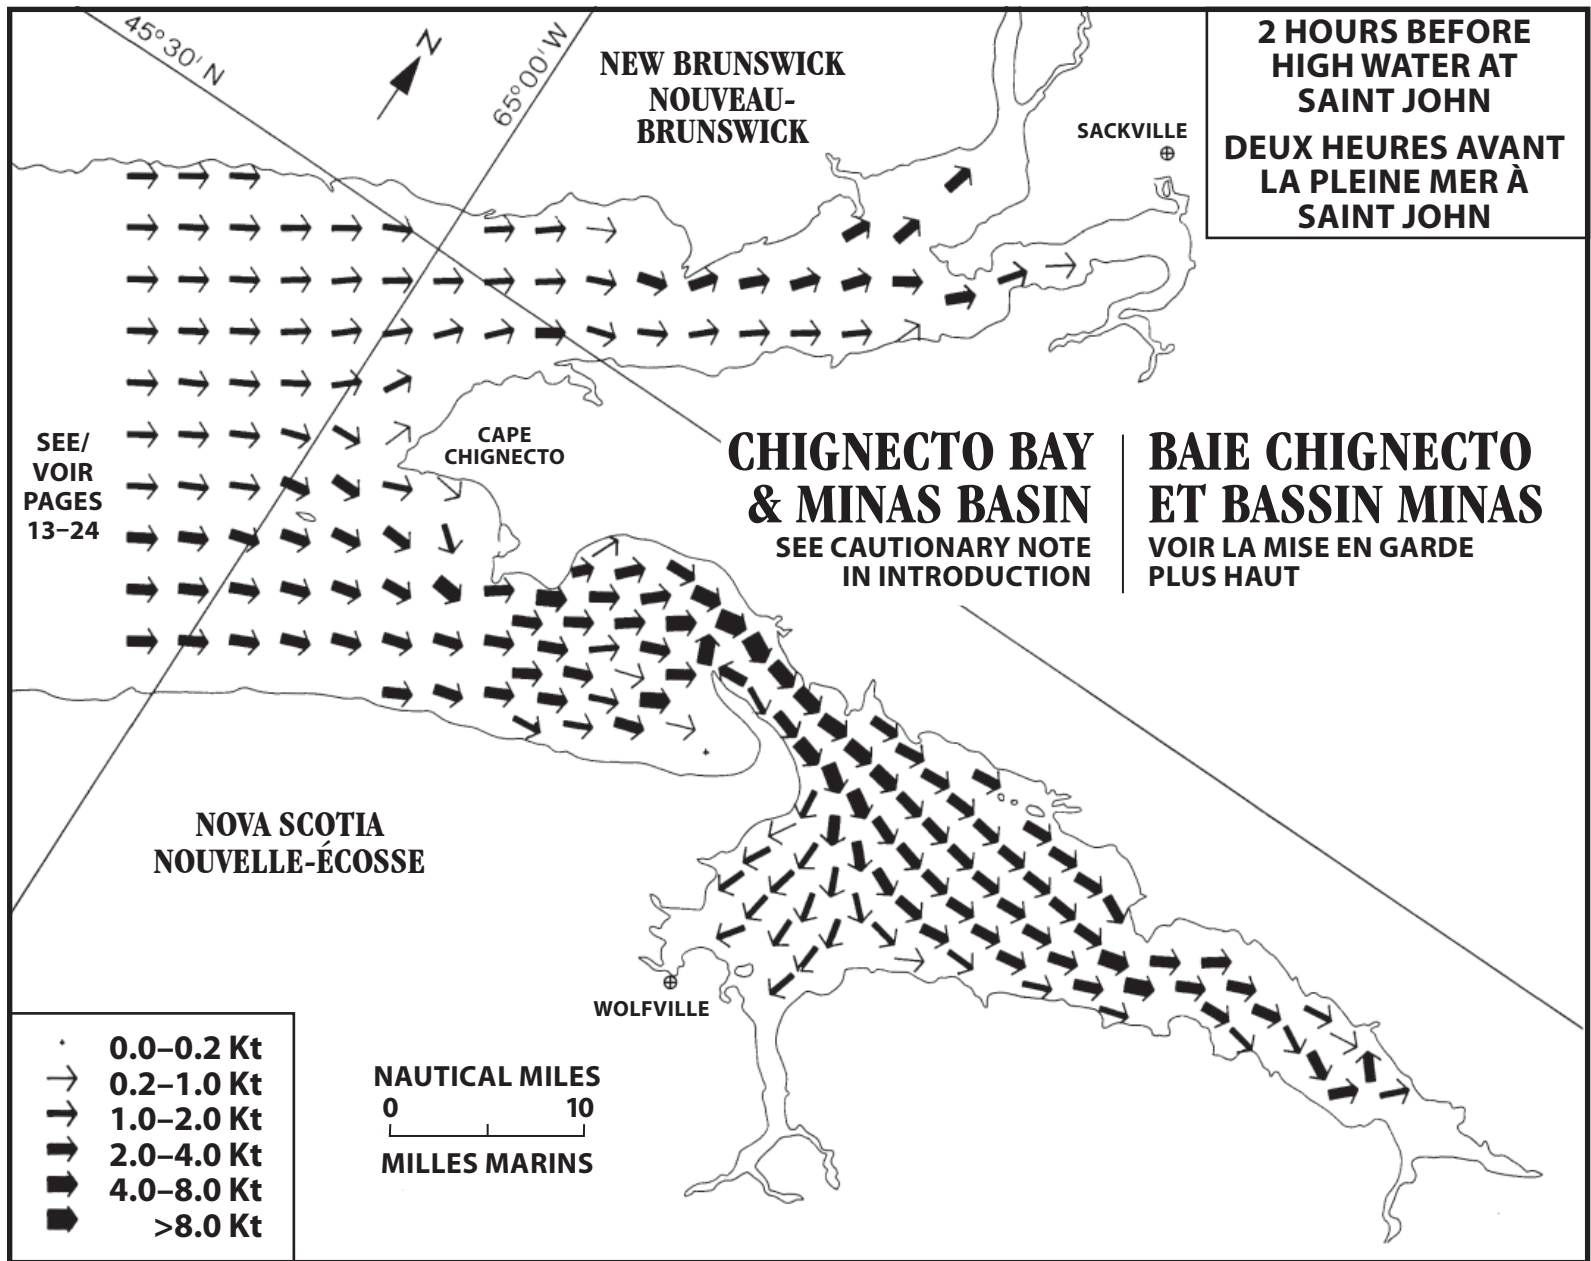 45°30' N
65°00' W
N
NEW BRUNSWICK
NOUVEAU-
BRUNSWICK
2 HOURS BEFORE
HIGH WATER AT
SAINT JOHN
DEUX HEURES AVANT
LA PLEINE MER À
SAINT JOHN
SACKVILLE
SEE/
VOIR
PAGES
13–24
CAPE
CHIGNECTO
CHIGNECTO BAY
& MINAS BASIN
SEE CAUTIONARY NOTE
IN INTRODUCTION
BAIE CHIGNECTO
ET BASSIN MINAS
VOIR LA MISE EN GARDE
PLUS HAUT
NOVA SCOTIA
NOUVELLE-ÉCOSSE
WOLFVILLE
0.0–0.2 Kt
0.2–1.0 Kt
1.0–2.0 Kt
2.0–4.0 Kt
4.0–8.0 Kt
>8.0 Kt
NAUTICAL MILES
0 10
MILLES MARINS